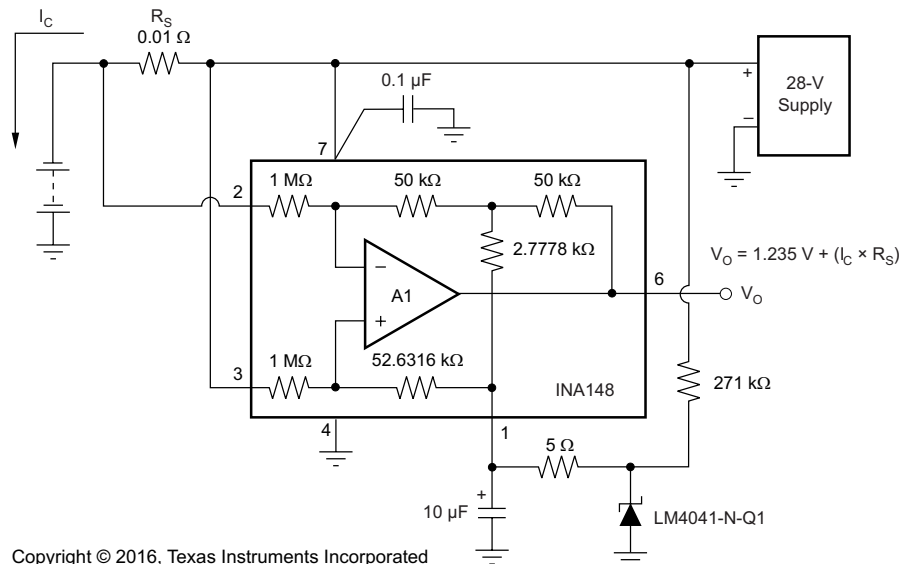 I_C
R_S
0.01 Ω
0.1 µF
+
28-V
Supply
−
7
2
1 MΩ
50 kΩ
50 kΩ
2.7778 kΩ
V_O = 1.235 V + (I_C × R_S)
−
A1
+
6
V_O
3
1 MΩ
52.6316 kΩ
INA148
271 kΩ
4
1
5 Ω
+
10 µF
LM4041-N-Q1
Copyright © 2016, Texas Instruments Incorporated